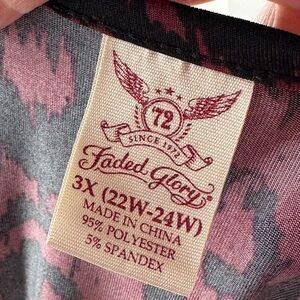 72
SINCE 1972
Faded Glory®
3X (22W-24W)
MADE IN CHINA
95% POLYESTER
5% SPANDEX